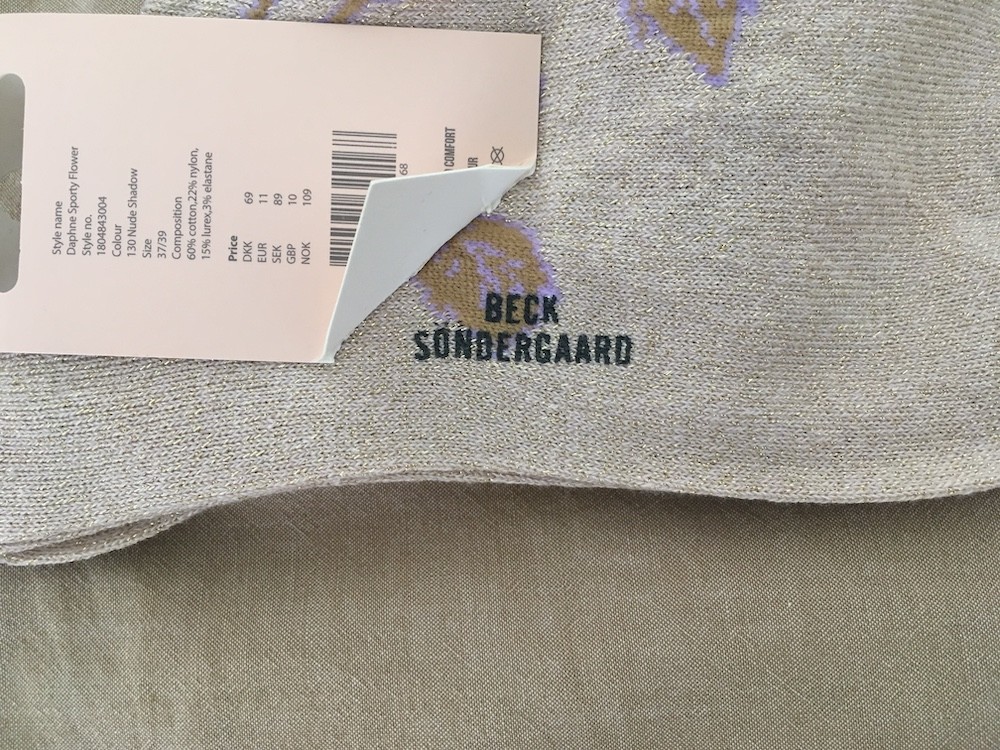 Style name
Daphne Sporty Flower
Style no.
1804843004
Colour
130 Nude Shadow
Size
37/39
Composition
60% cotton,22% nylon,
15% lurex,3% elastane
Price
DKK 69
EUR 11
SEK 89
GBP 10
NOK 109
68
COMFORT
UR
BECK
SÖNDERGAARD